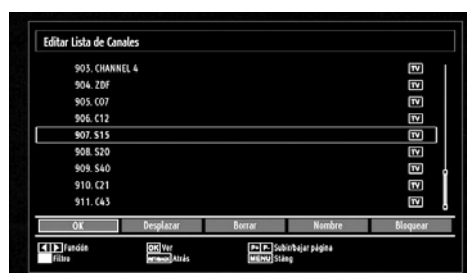 Editar Lista de Canales
903. CHANNEL 4 TV
904. ZDF TV
905. C07 TV
906. C12 TV
907. S15 TV
908. S20 TV
909. S40 TV
910. C21 TV
911. C43 TV
OK Desplazar Borrar Nombre Bloquear
Función OK Ver P+ P- Subir/bajar página
Filtro Atrás MENU Stäng